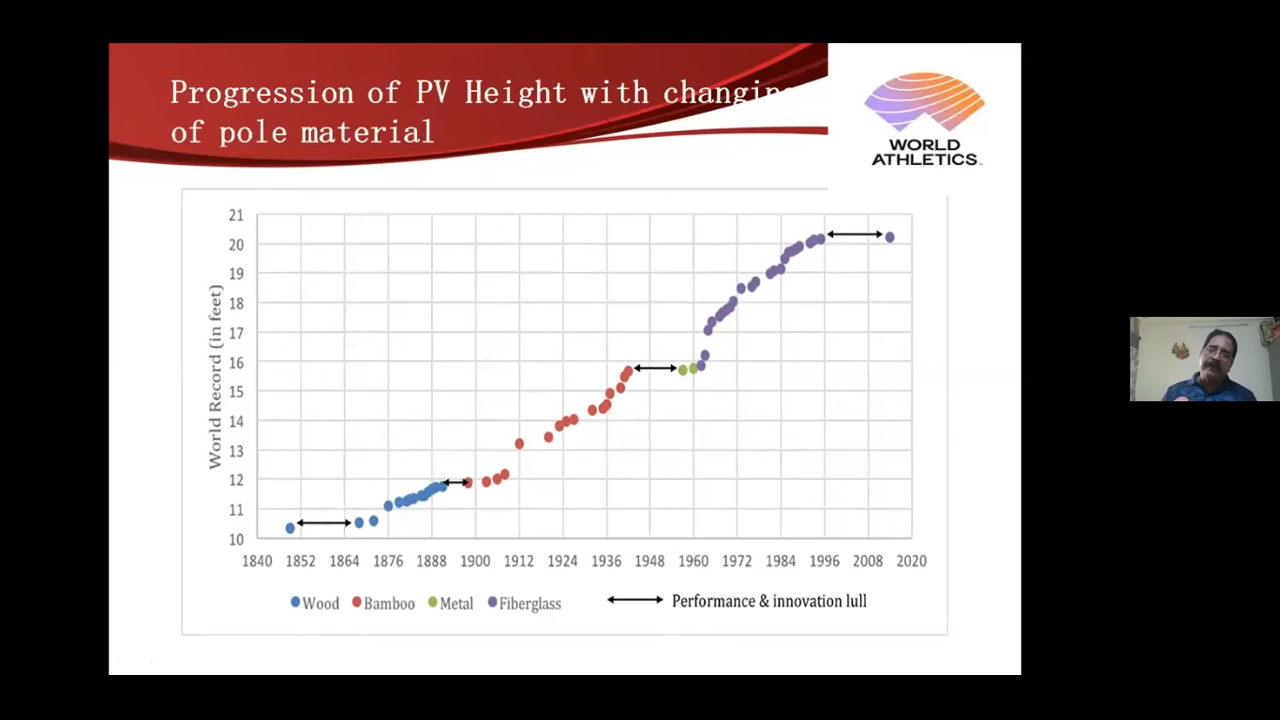 Progression of PV Height with changing
of pole material
WORLD
ATHLETICS
World Record (in feet)
21
20
19
18
17
16
15
14
13
12
11
10
1840 1852 1864 1876 1888 1900 1912 1924 1936 1948 1960 1972 1984 1996 2008 2020
Wood Bamboo Metal Fiberglass Performance & innovation lull